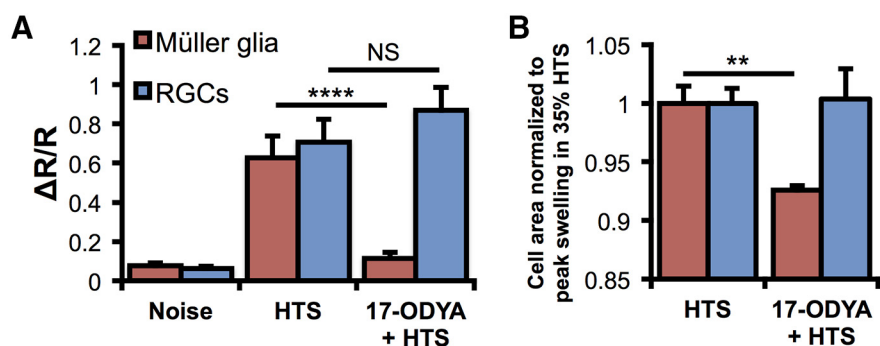 A
Müller glia
RGCs
NS
****
1.2
1
0.8
0.6
0.4
0.2
0
ΔR/R
Noise
HTS
17-ODYA
+ HTS
B
**
1.05
1
0.95
0.9
0.85
Cell area normalized to
peak swelling in 35% HTS
HTS
17-ODYA
+ HTS